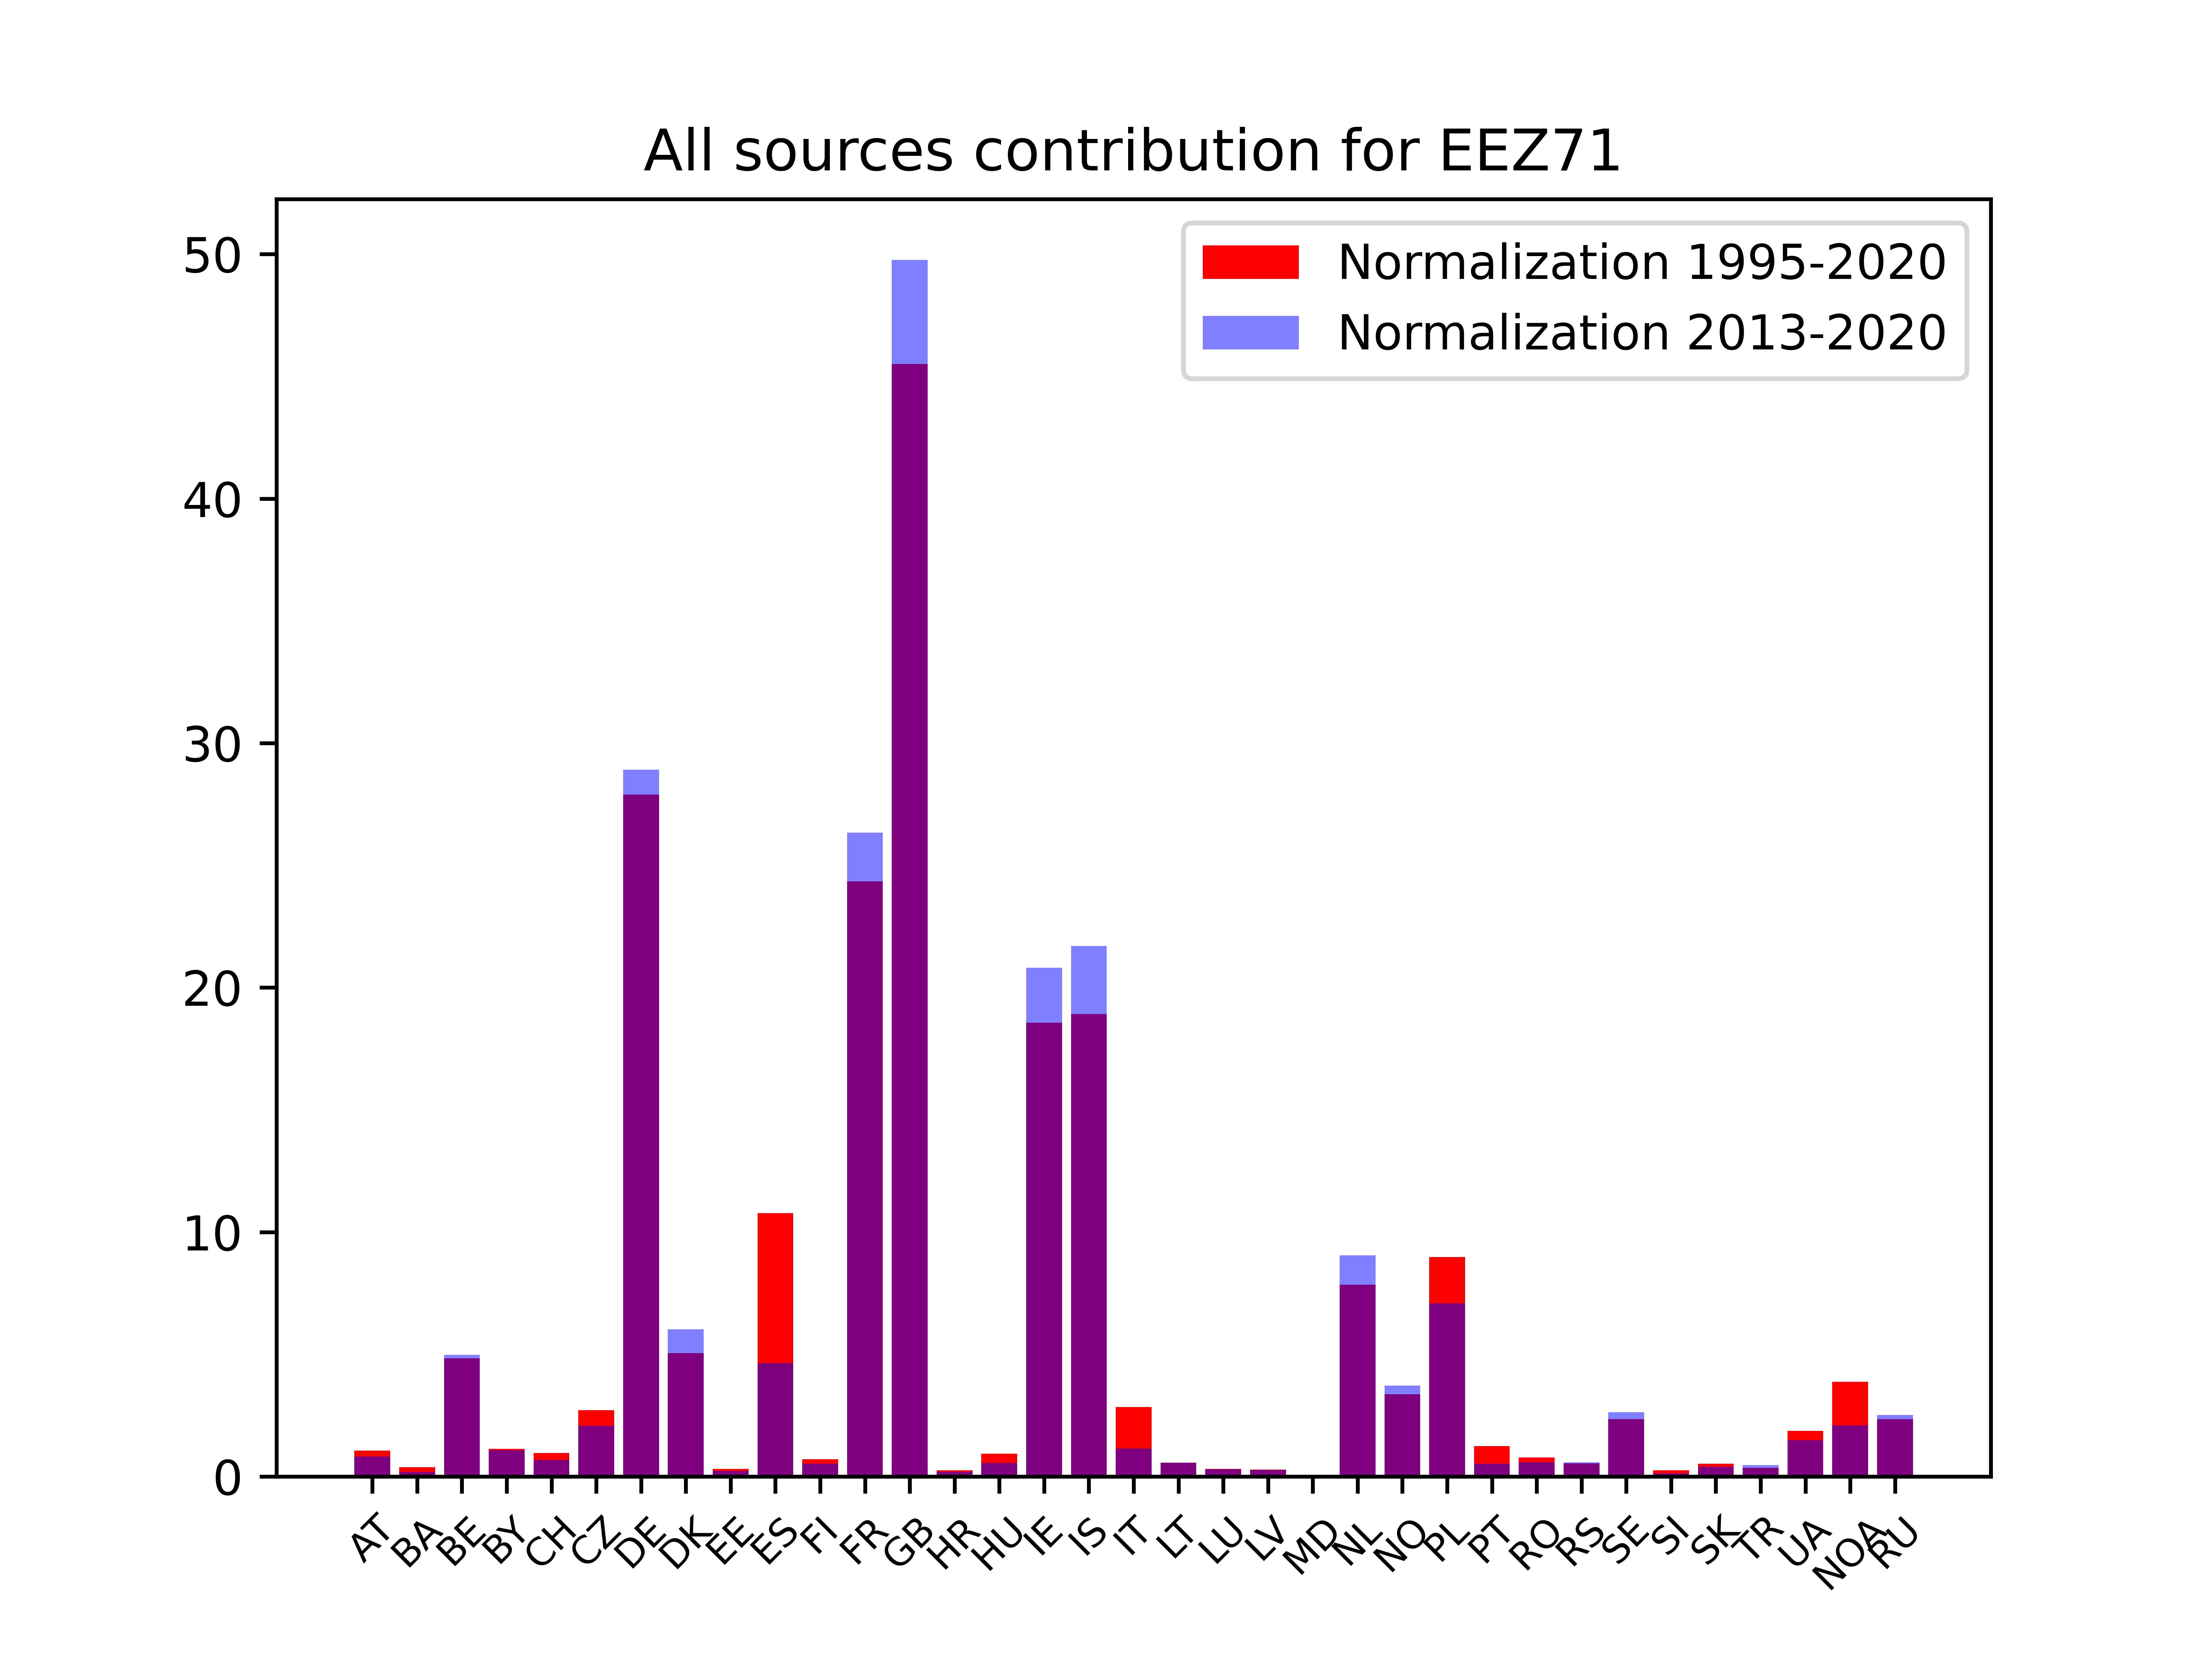 All sources contribution for EEZ71
Normalization 1995-2020
Normalization 2013-2020
50
40
30
20
10
0
AT BA BE BY CH CZ DE DK EE ES FI FR GB HR HU IE IS IT LT LU LV MD NL NO PL PT RO RS SE SI SK TR UA NOA RU